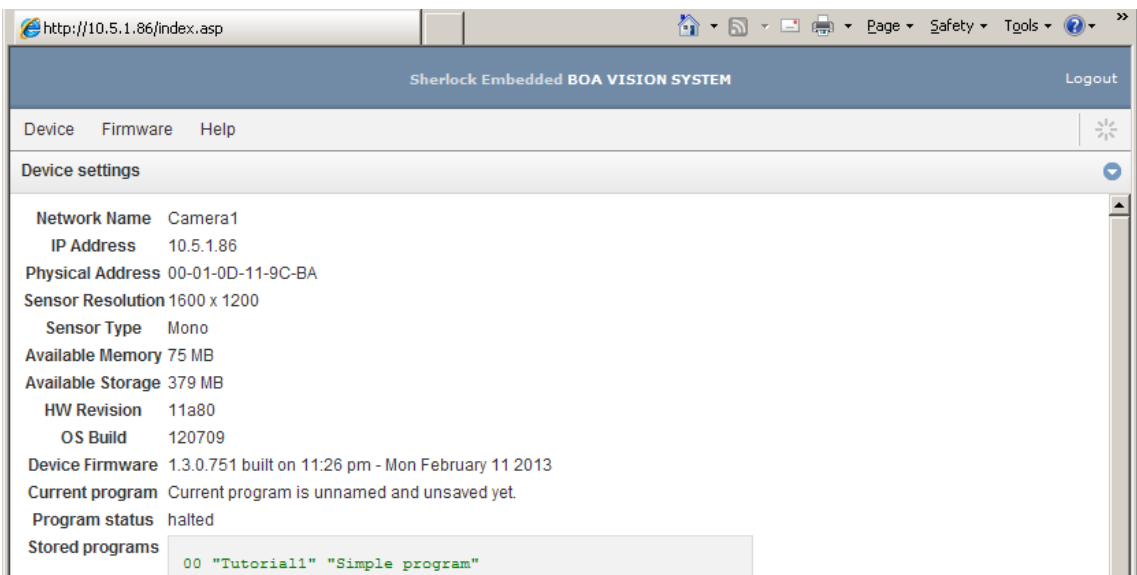 http://10.5.1.86/index.asp Page Safety Tools »
Sherlock Embedded BOA VISION SYSTEM Logout
Device Firmware Help
Device settings
Network Name Camera1
IP Address 10.5.1.86
Physical Address 00-01-0D-11-9C-BA
Sensor Resolution 1600 x 1200
Sensor Type Mono
Available Memory 75 MB
Available Storage 379 MB
HW Revision 11a80
OS Build 120709
Device Firmware 1.3.0.751 built on 11:26 pm - Mon February 11 2013
Current program Current program is unnamed and unsaved yet.
Program status halted
Stored programs
00 "Tutorial1" "Simple program"